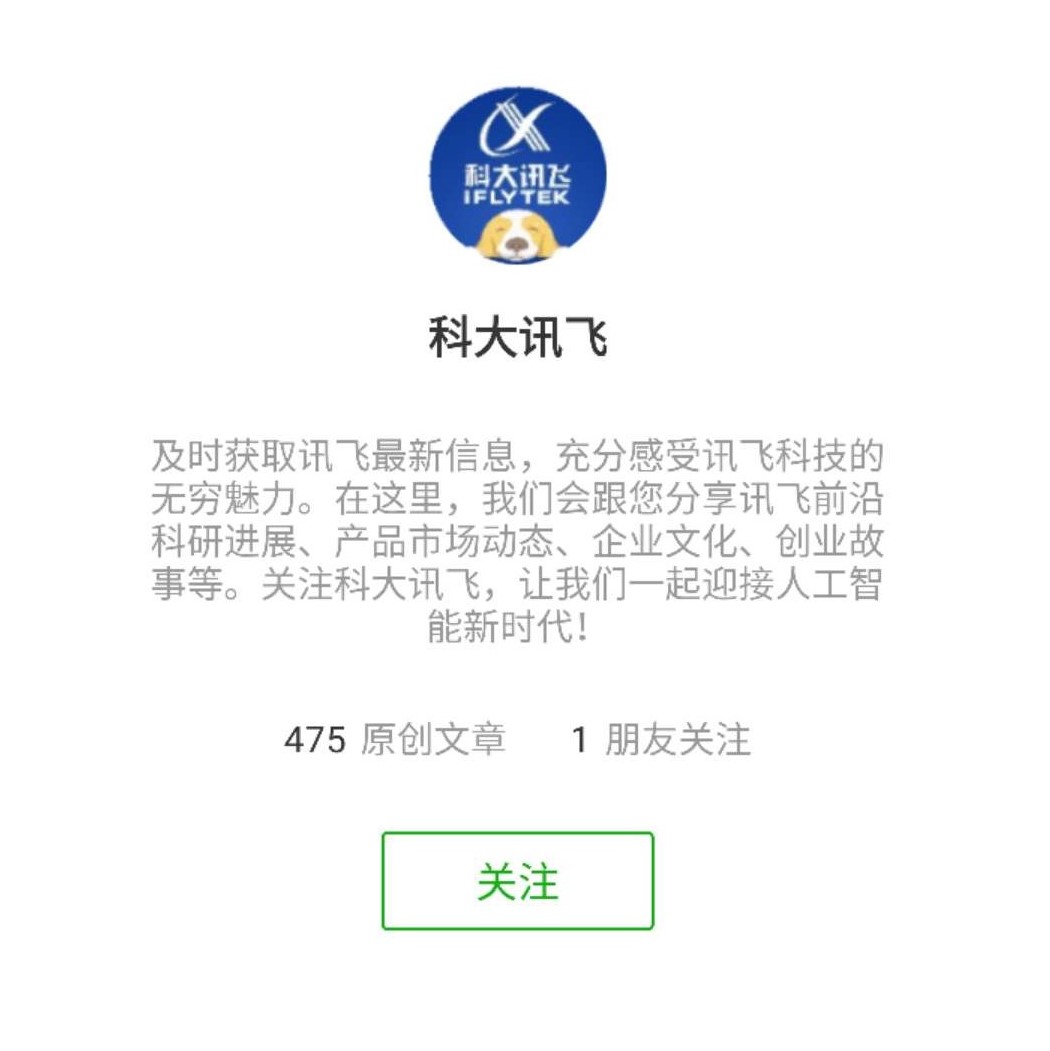 科大讯飞
IFLYTEK
科大讯飞
及时获取讯飞最新信息，充分感受讯飞科技的
无穷魅力。在这里，我们会跟您分享讯飞前沿
科研进展、产品市场动态、企业文化、创业故
事等。关注科大讯飞，让我们一起迎接人工智
能新时代！
475 原创文章 1 朋友关注
关注